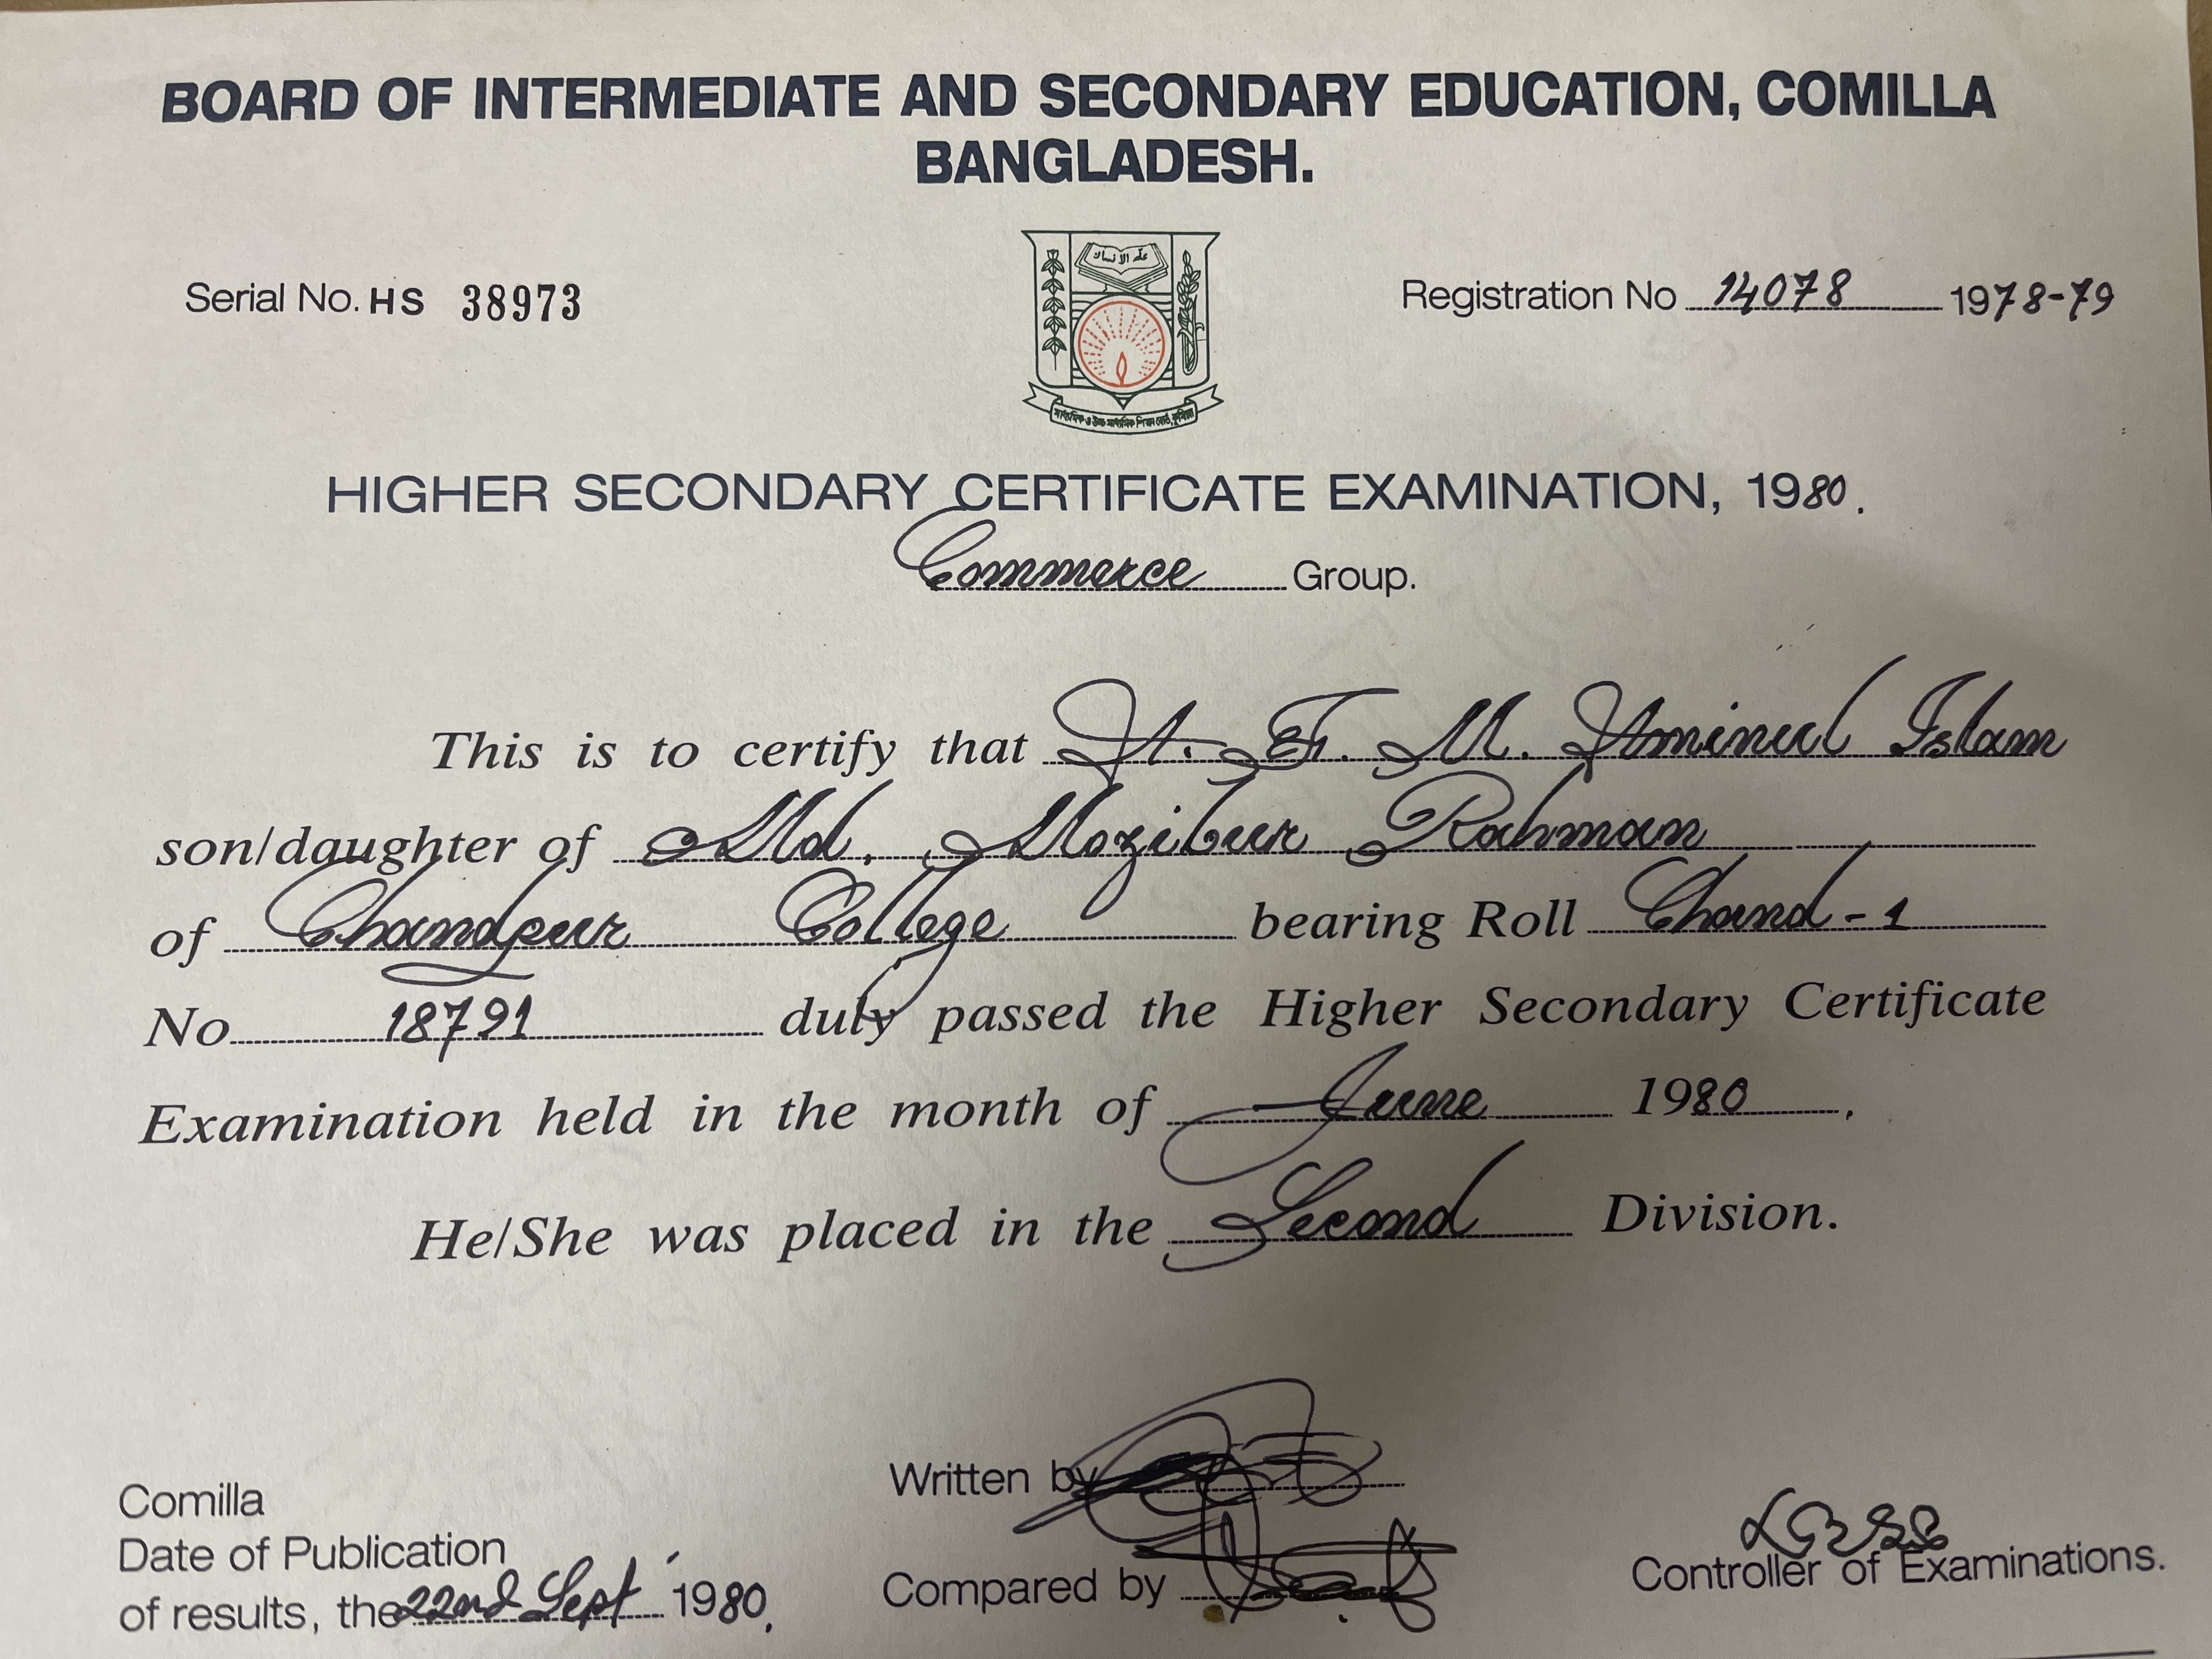 BOARD OF INTERMEDIATE AND SECONDARY EDUCATION, COMILLA
BANGLADESH.
Serial No. HS 38973
Registration No 14078 1978-79
HIGHER SECONDARY CERTIFICATE EXAMINATION, 1980.
Commerce Group.
This is to certify that A. T. M. Aminul Islam
son/daughter of Md. Mozibur Rahman
of Chandpur College bearing Roll Chand-1
No 18791 duly passed the Higher Secondary Certificate
Examination held in the month of June 1980,
He/She was placed in the Second Division.
Comilla
Date of Publication
of results, the 22nd Sept' 1980.
Written by
Compared by
Controller of Examinations.